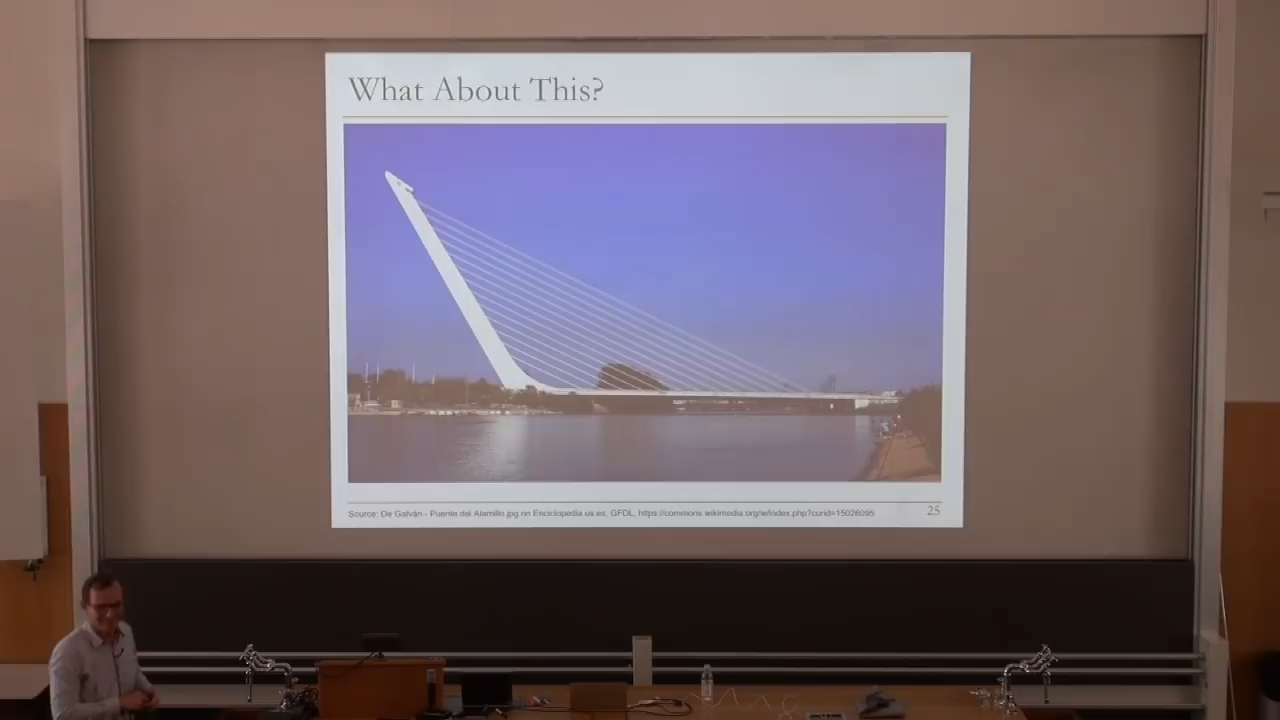 What About This?
Source: De Galván - Puente del Alamillo.jpg on Enciclopedia.us.es, GFDL, https://commons.wikimedia.org/w/index.php?curid=15026095
25